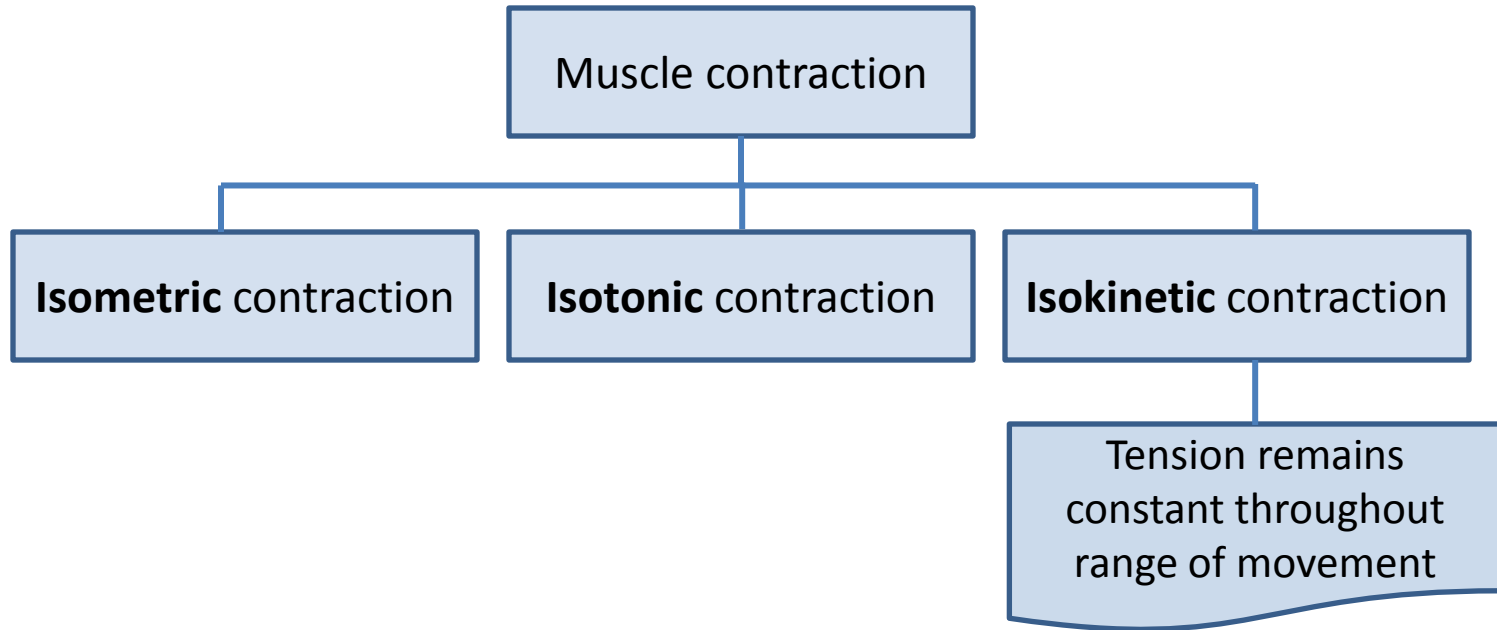 Muscle contraction
Isometric contraction
Isotonic contraction
Isokinetic contraction
Tension remains
constant throughout
range of movement